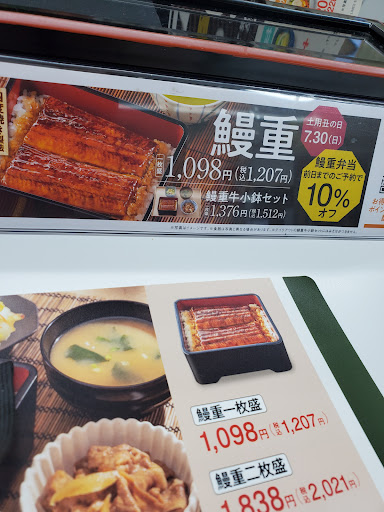 鰻重
土用丑の日
7.30(日)
一枚盛
1,098円(税込1,207円)
鰻重牛小鉢セット
1,376円(税込1,512円)
鰻重弁当
前日までのご予約で
10%
オフ
鰻重一枚盛
1,098円(税込1,207円)
鰻重二枚盛
1,838円(税込2,021円)